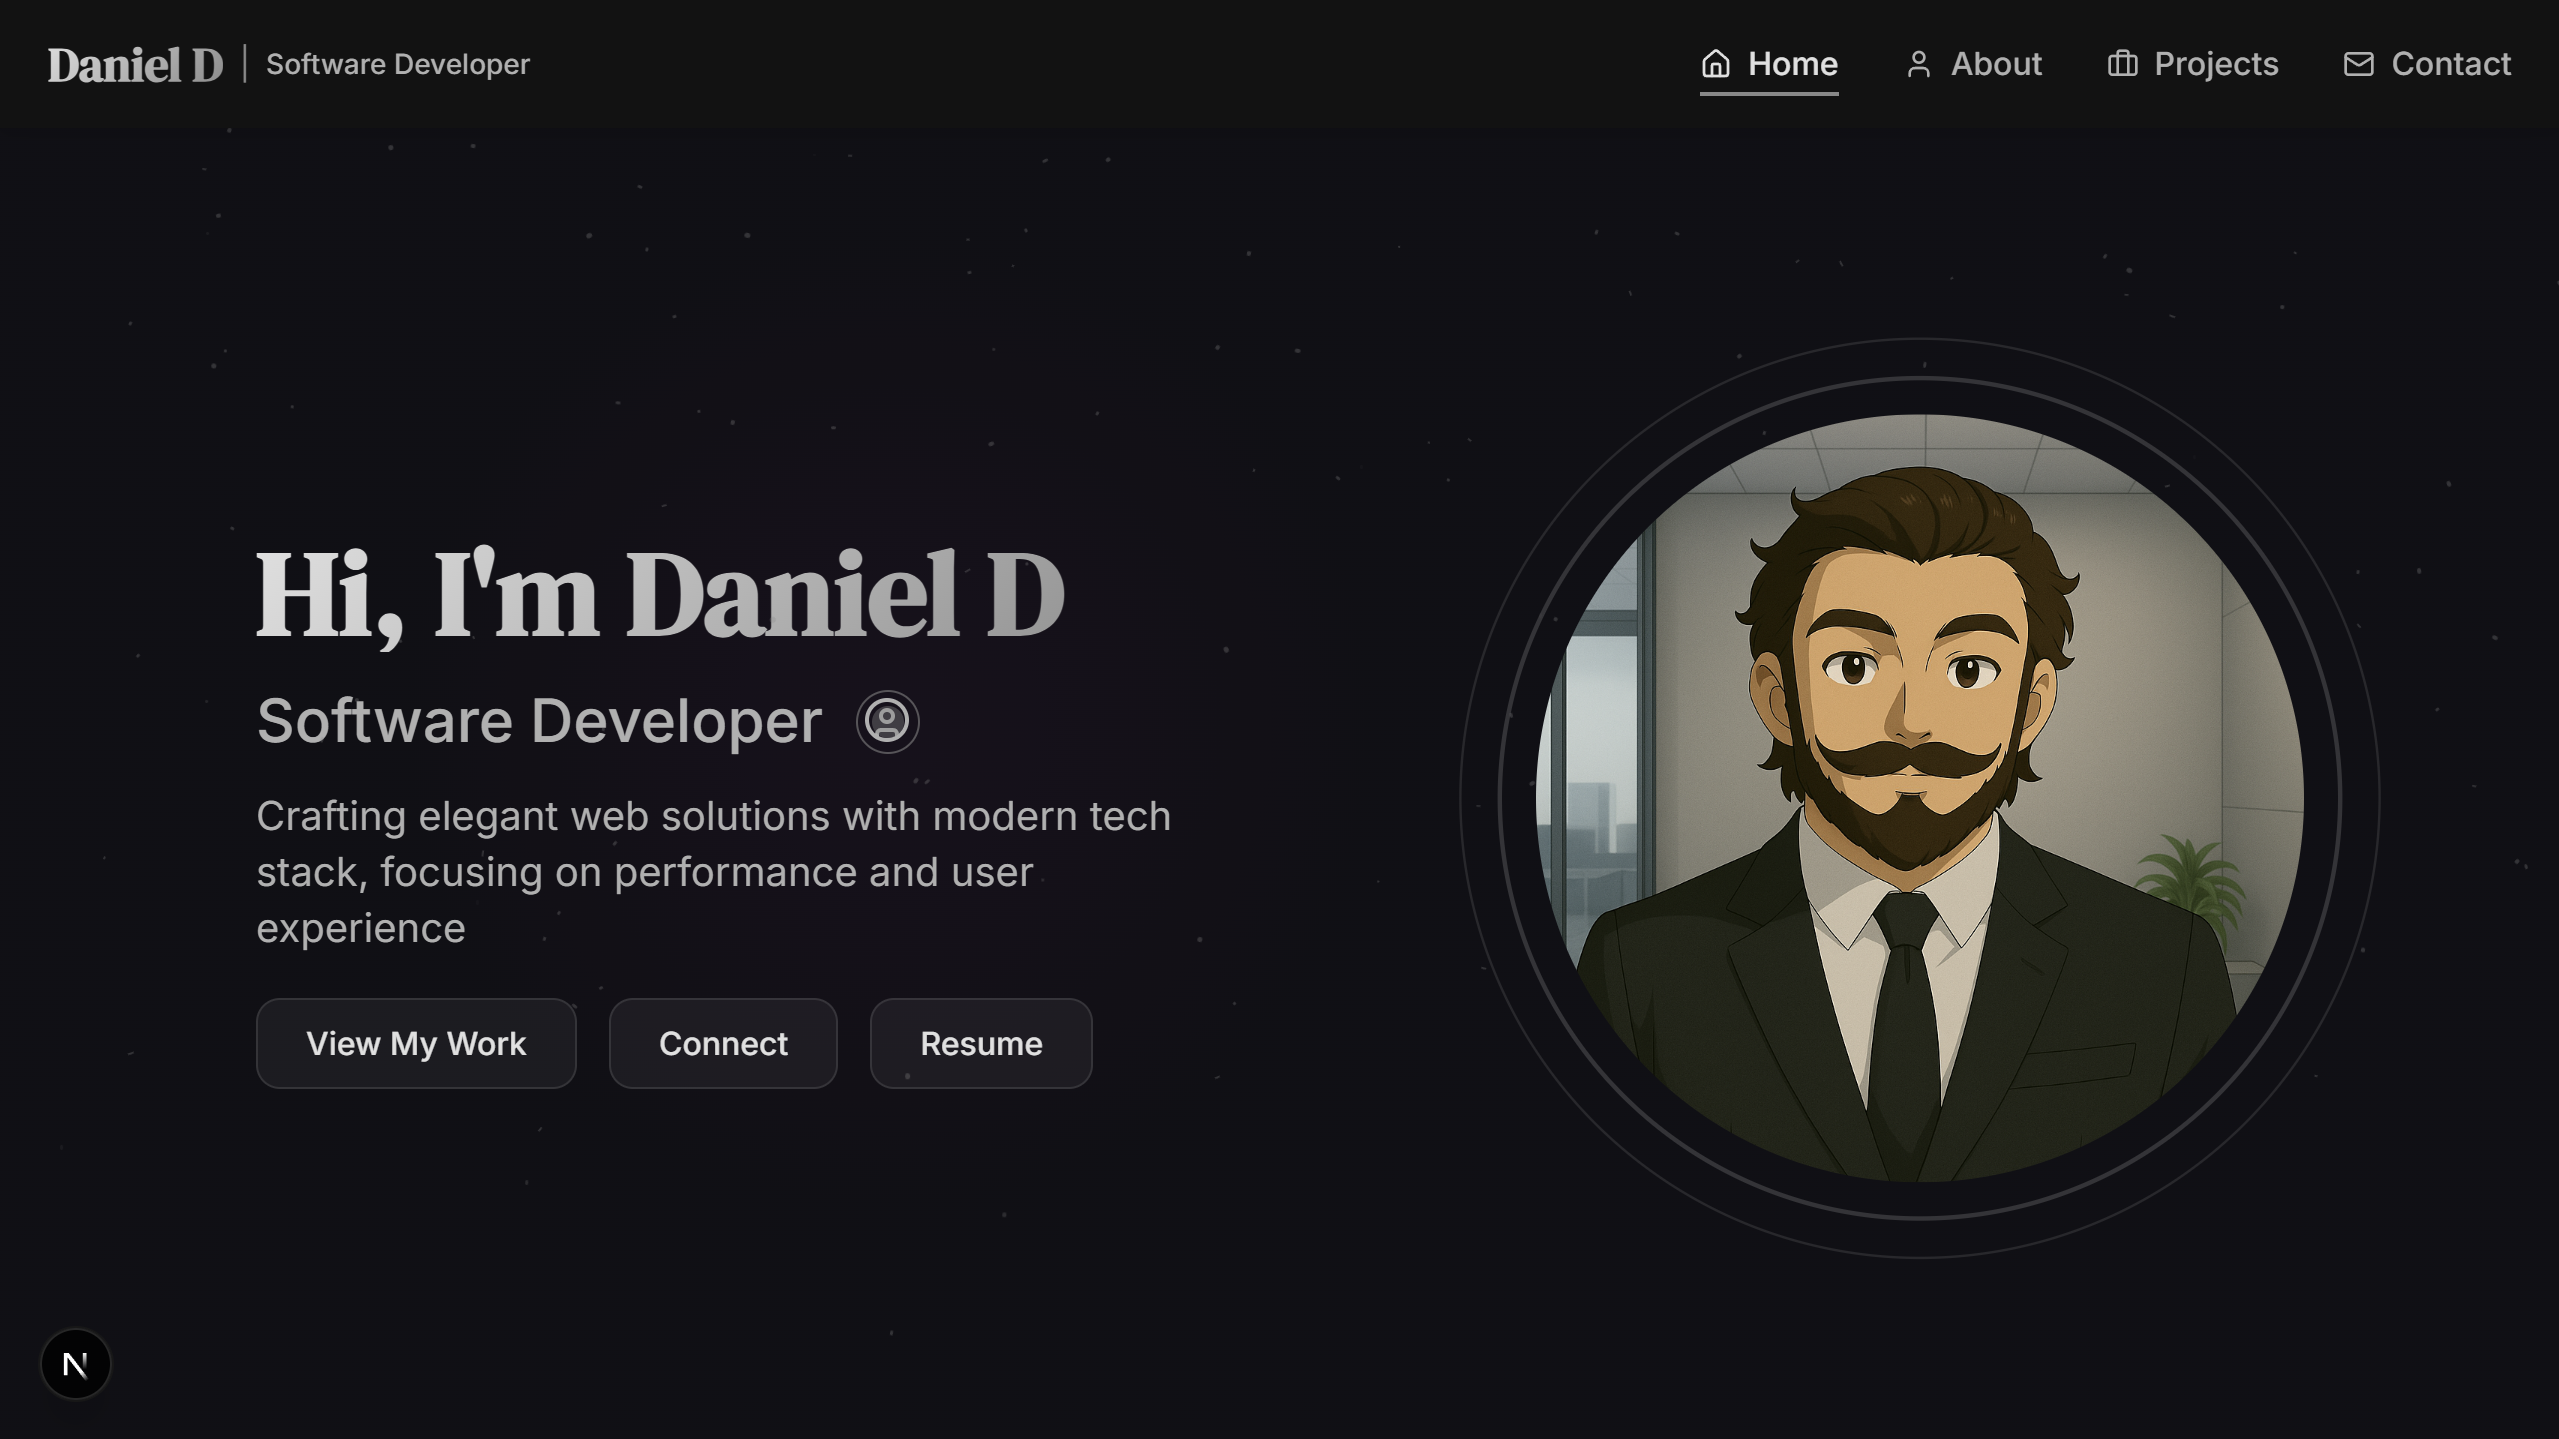 Daniel D | Software Developer
Home About Projects Contact
Hi, I'm Daniel D
Software Developer
Crafting elegant web solutions with modern tech
stack, focusing on performance and user
experience
View My Work Connect Resume
N